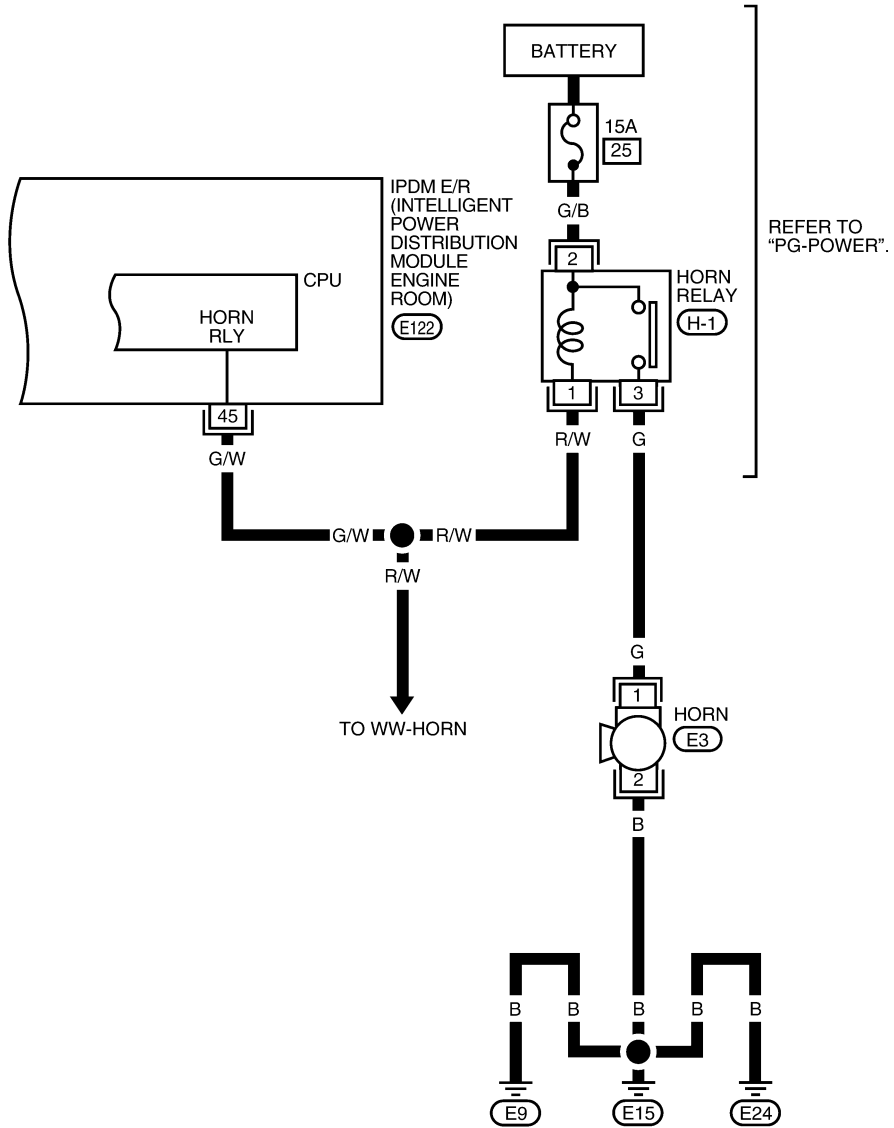 BATTERY
15A
25
G/B
2
HORN
RELAY
H-1
1
3
R/W
G
REFER TO
“PG-POWER”.
IPDM E/R
(INTELLIGENT
POWER
DISTRIBUTION
MODULE
ENGINE
ROOM)
E122
CPU
HORN
RLY
45
G/W
G/W
R/W
R/W
TO WW-HORN
G
1
HORN
E3
2
B
B
B
B
B
B
E9
E15
E24